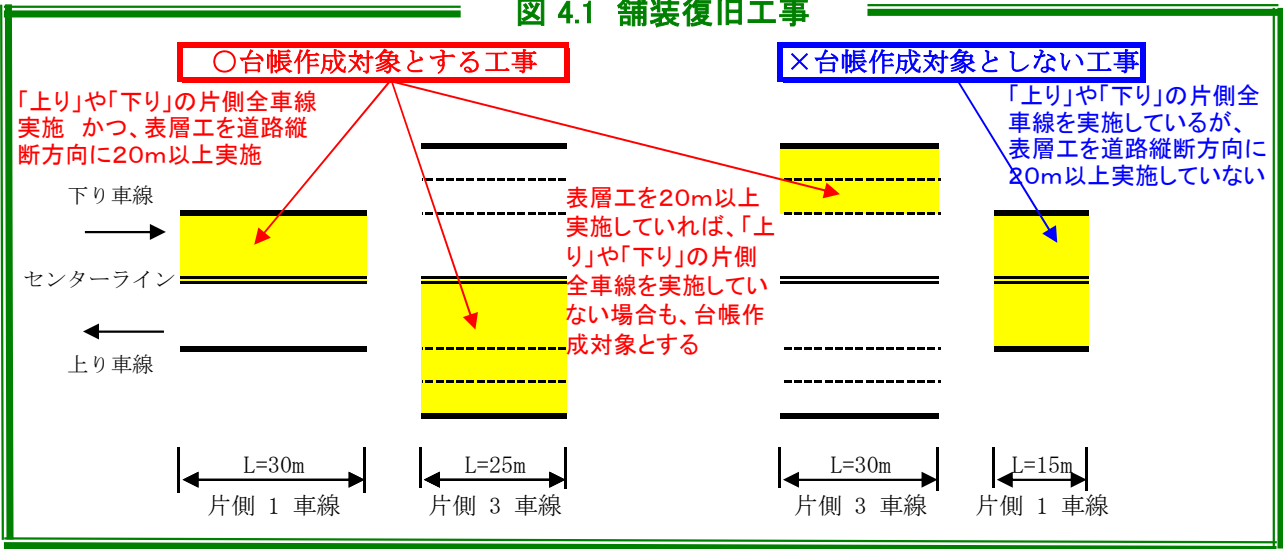 図 4.1 舗装復旧工事
○台帳作成対象とする工事
×台帳作成対象としない工事
「上り」や「下り」の片側全車線
実施 かつ、表層工を道路縦
断方向に20m以上実施
「上り」や「下り」の片側全
車線を実施しているが、
表層工を道路縦断方向に
20m以上実施していない
表層工を20m以上
実施していれば、「上
り」や「下り」の片側
全車線を実施してい
ない場合も、台帳作
成対象とする
下り車線
センターライン
上り車線
L=30m
L=25m
L=30m
L=15m
片側 1 車線
片側 3 車線
片側 3 車線
片側 1 車線